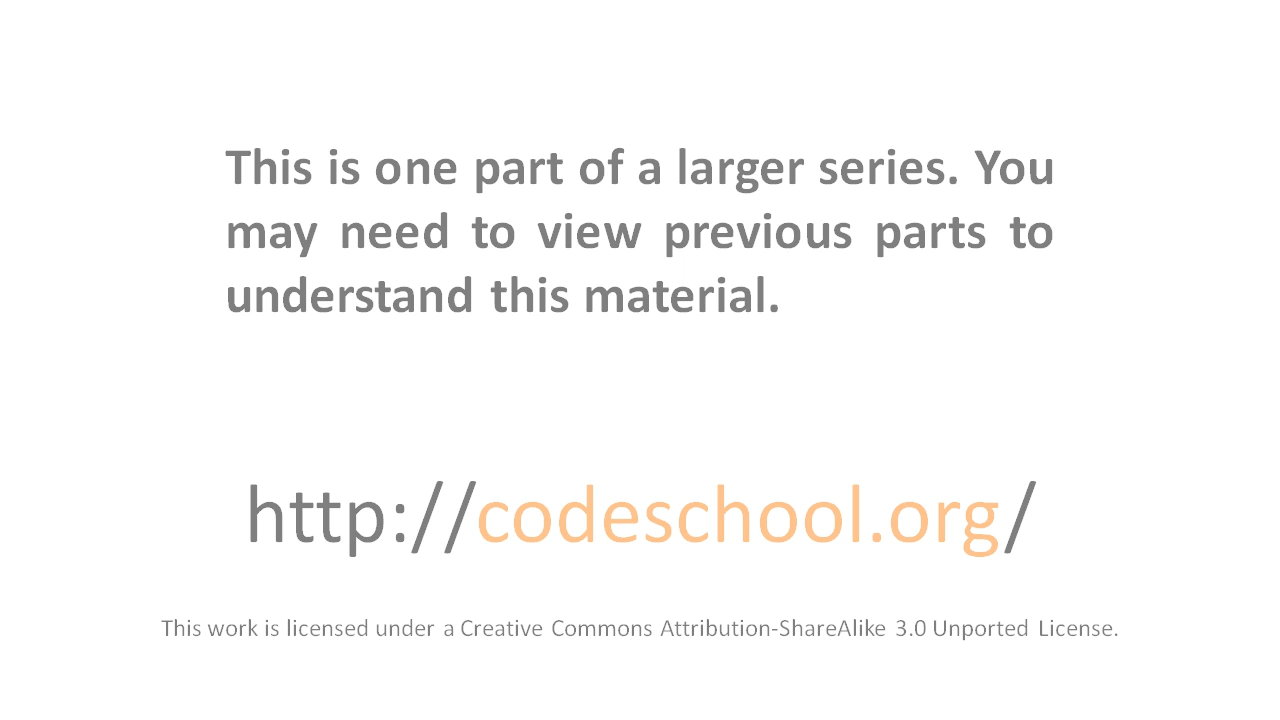 This is one part of a larger series. You
may need to view previous parts to
understand this material.
http://codeschool.org/
This work is licensed under a Creative Commons Attribution-ShareAlike 3.0 Unported License.